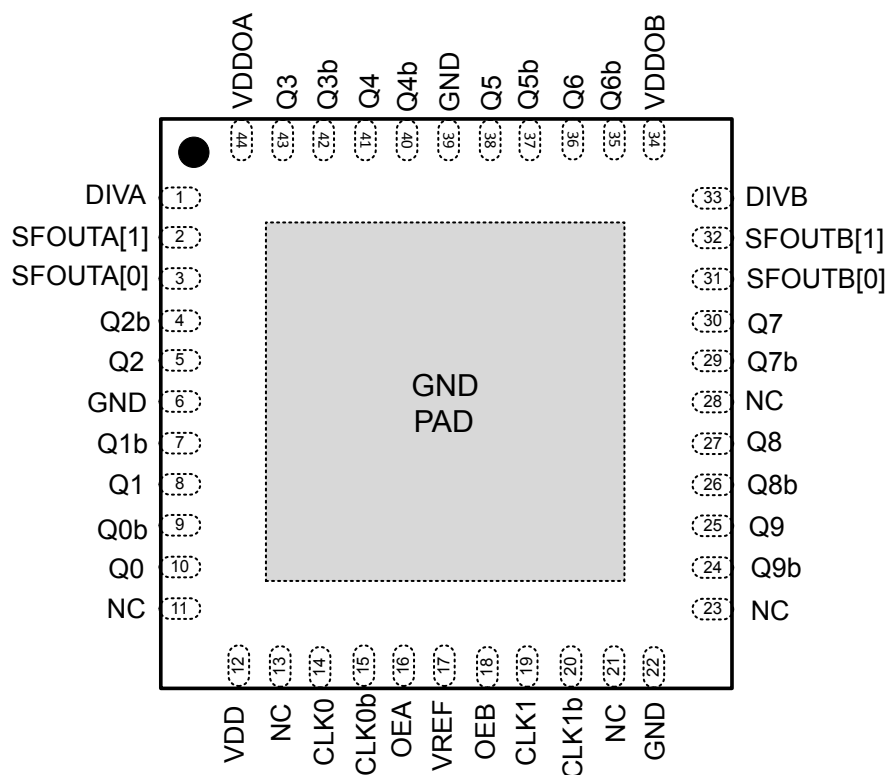 VDDOA
Q3
Q3b
Q4
Q4b
GND
Q5
Q5b
Q6
Q6b
VDDOB
44
43
42
41
40
39
38
37
36
35
34
DIVA 1
SFOUTA[1] 2
SFOUTA[0] 3
Q2b 4
Q2 5
GND 6
Q1b 7
Q1 8
Q0b 9
Q0 10
NC 11
GND
PAD
33 DIVB
32 SFOUTB[1]
31 SFOUTB[0]
30 Q7
29 Q7b
28 NC
27 Q8
26 Q8b
25 Q9
24 Q9b
23 NC
12
13
14
15
16
17
18
19
20
21
22
VDD
NC
CLK0
CLK0b
OEA
VREF
OEB
CLK1
CLK1b
NC
GND